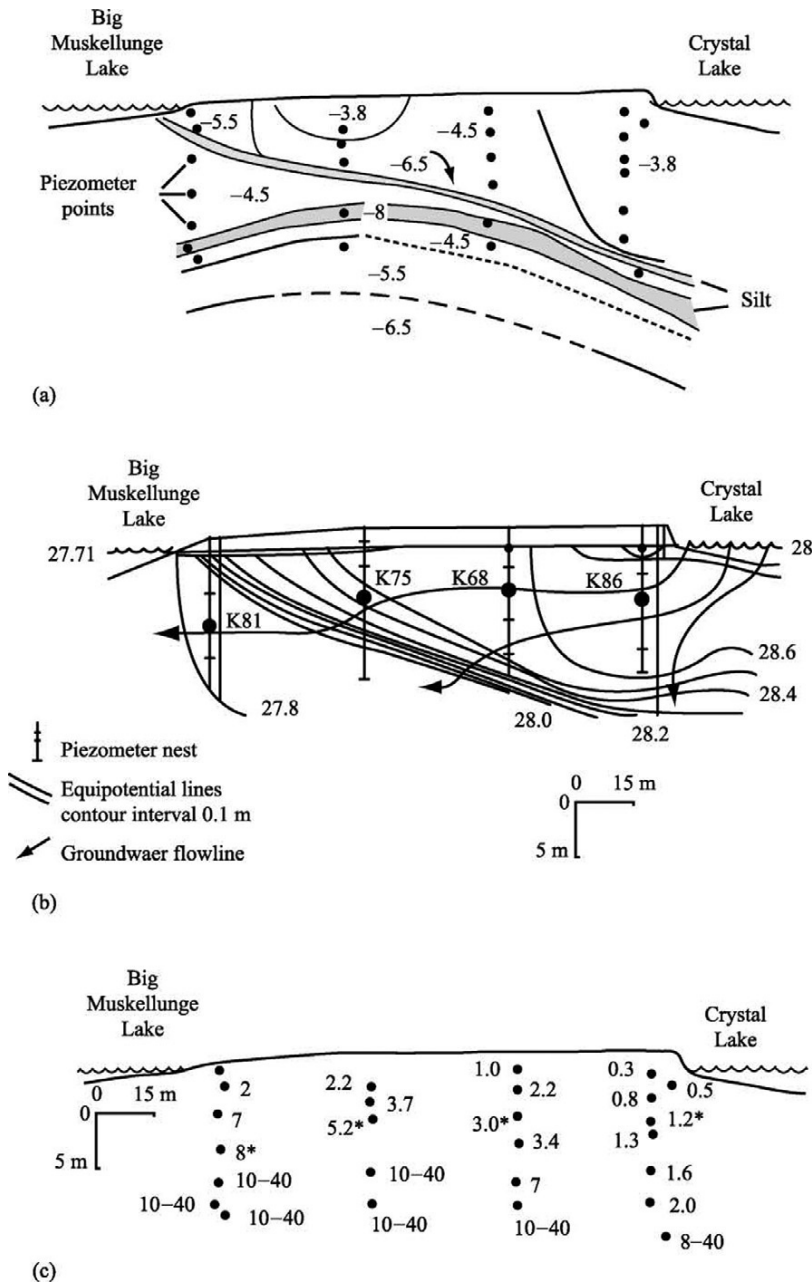 Big
Muskellunge
Lake
Crystal
Lake
−5.5
−3.8
−4.5
−6.5
−3.8
Piezometer
points
−4.5
−8
−4.5
−5.5
Silt
−6.5
(a)
Big
Muskellunge
Lake
Crystal
Lake
27.71
28
K75
K68
K86
K81
28.6
28.4
27.8
28.0
28.2
Piezometer nest
Equipotential lines
contour interval 0.1 m
Groundwaer flowline
0 15 m
0
5 m
(b)
Big
Muskellunge
Lake
Crystal
Lake
0 15 m
0
5 m
2
7
8*
10−40
10−40
10−40
2.2
3.7
5.2*
10−40
10−40
1.0
2.2
3.0*
3.4
7
10−40
0.3
0.5
0.8
1.2*
1.3
1.6
2.0
8−40
(c)